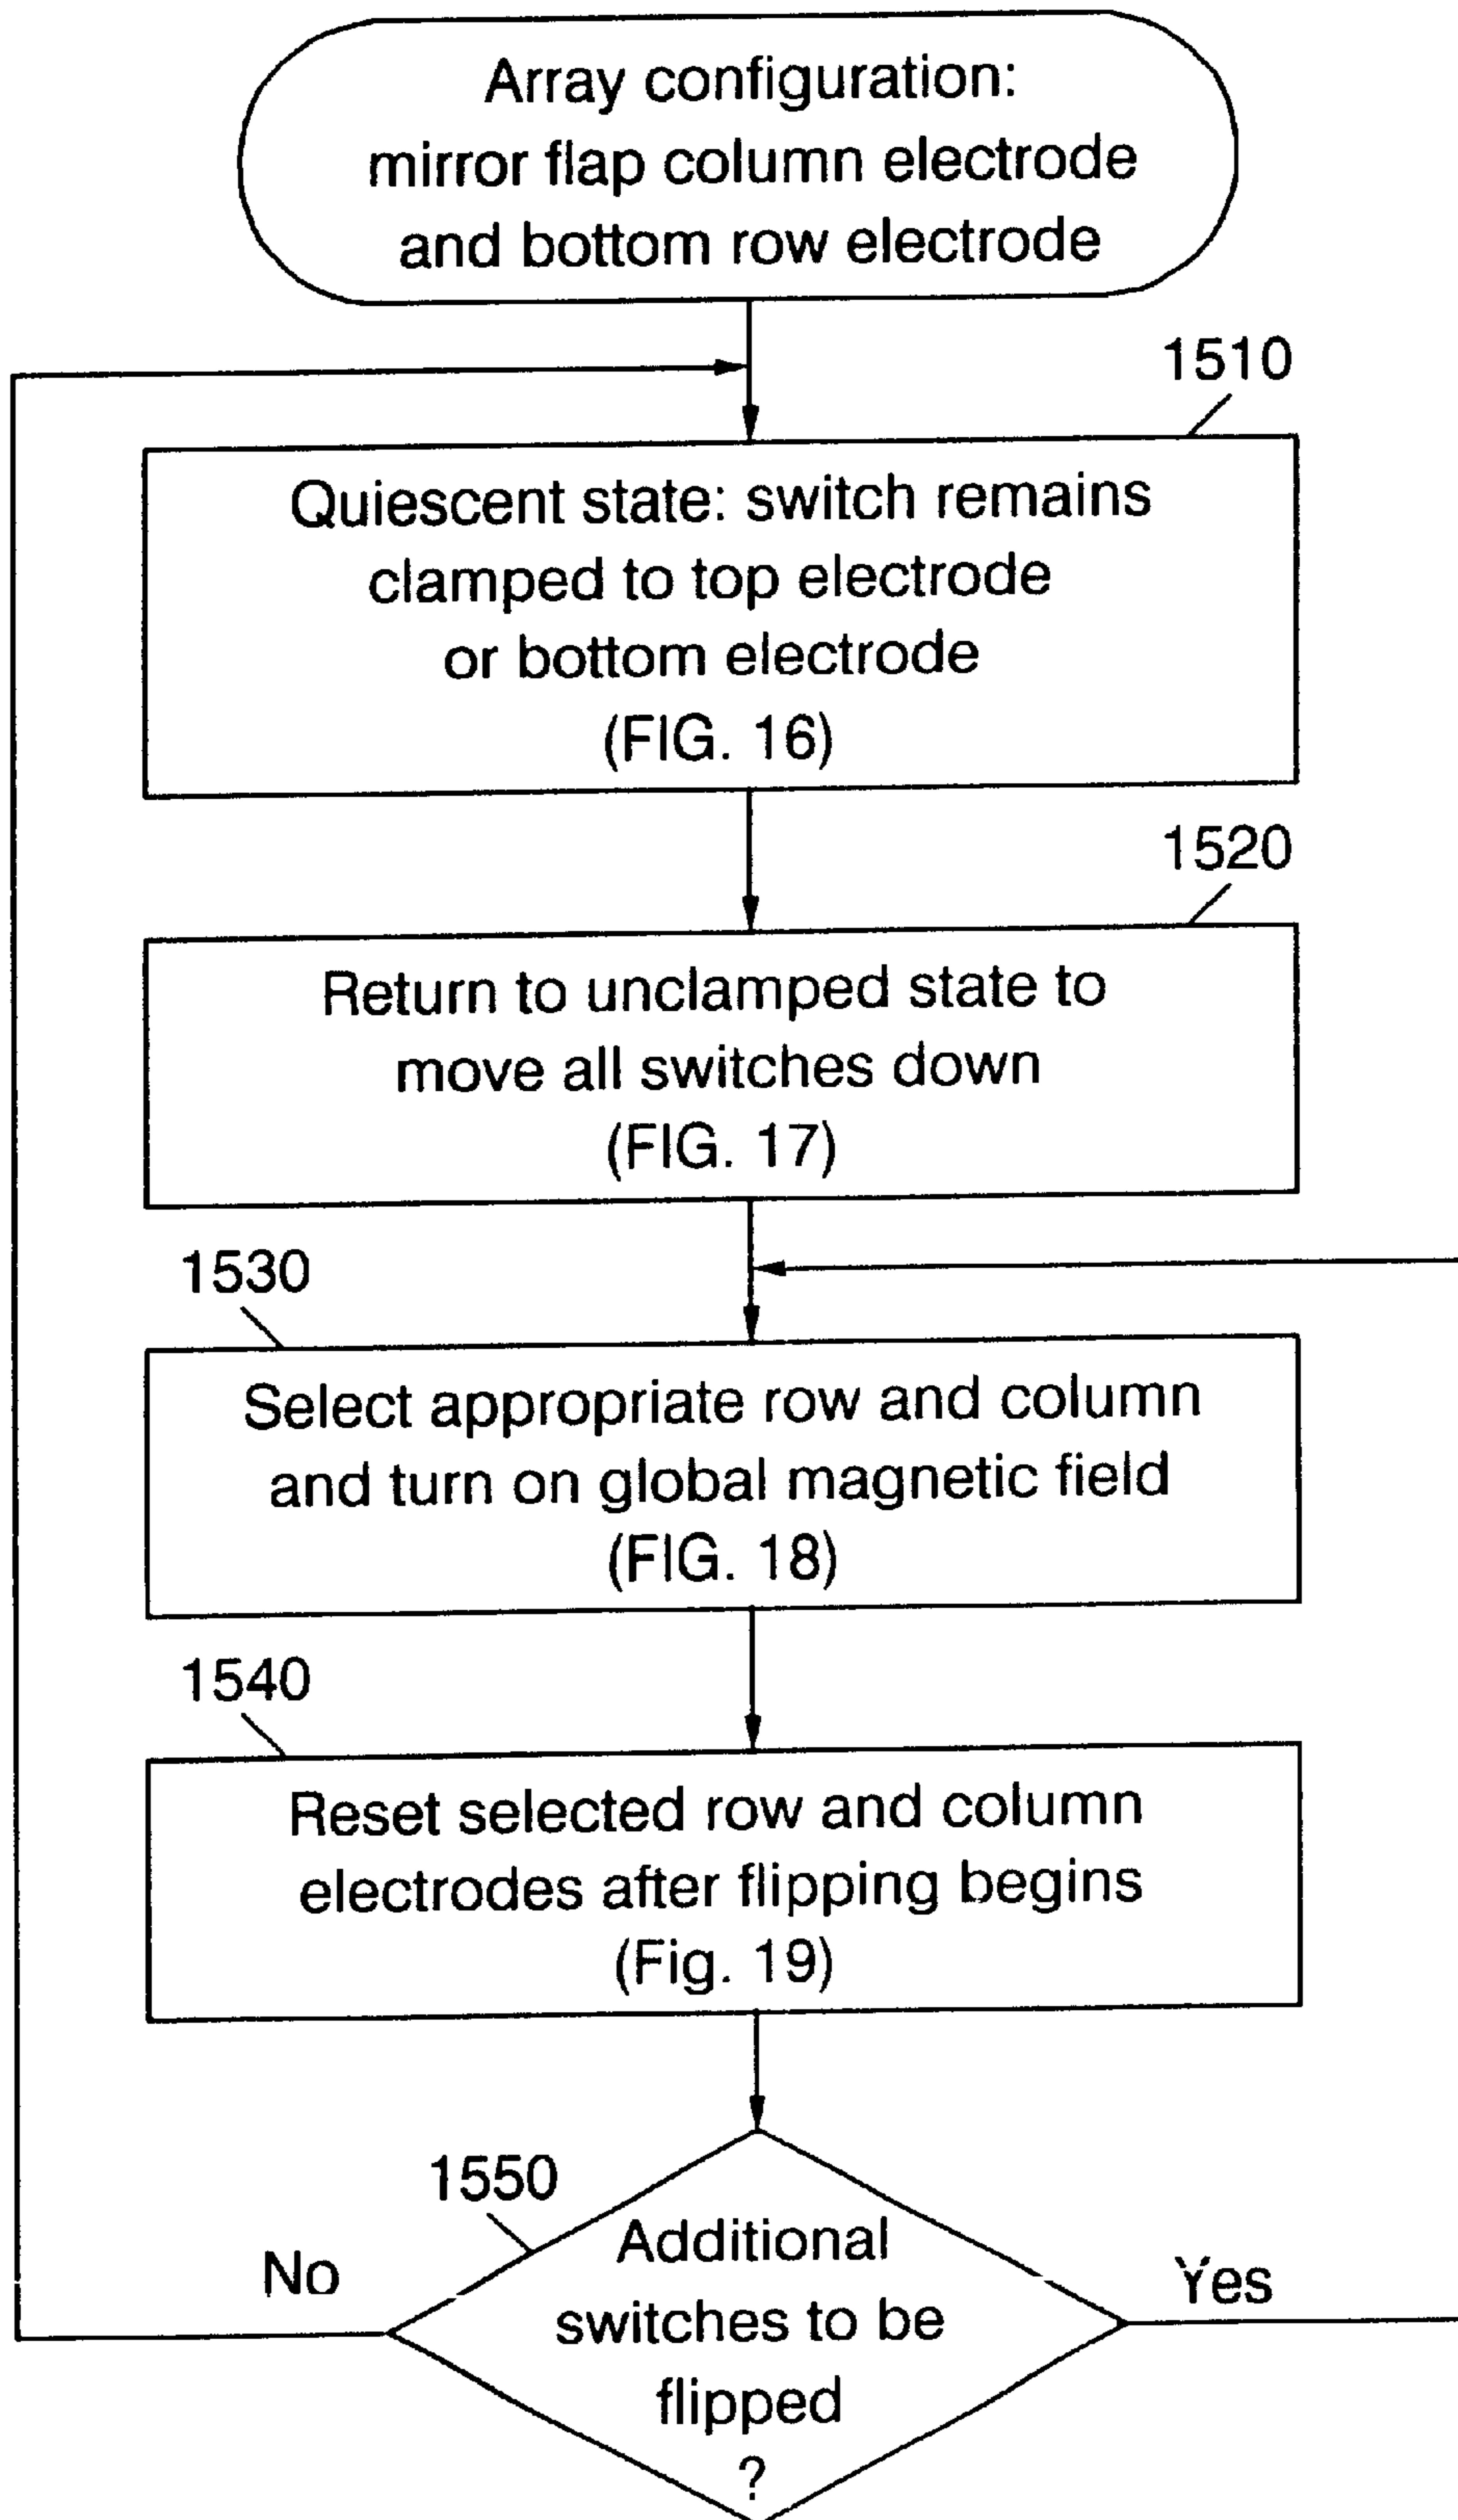 Array configuration:
mirror flap column electrode
and bottom row electrode
1510
Quiescent state: switch remains
clamped to top electrode
or bottom electrode
(FIG. 16)
1520
Return to unclamped state to
move all switches down
(FIG. 17)
1530
Select appropriate row and column
and turn on global magnetic field
(FIG. 18)
1540
Reset selected row and column
electrodes after flipping begins
(Fig. 19)
1550
No
Additional
switches to be
flipped
?
Yes